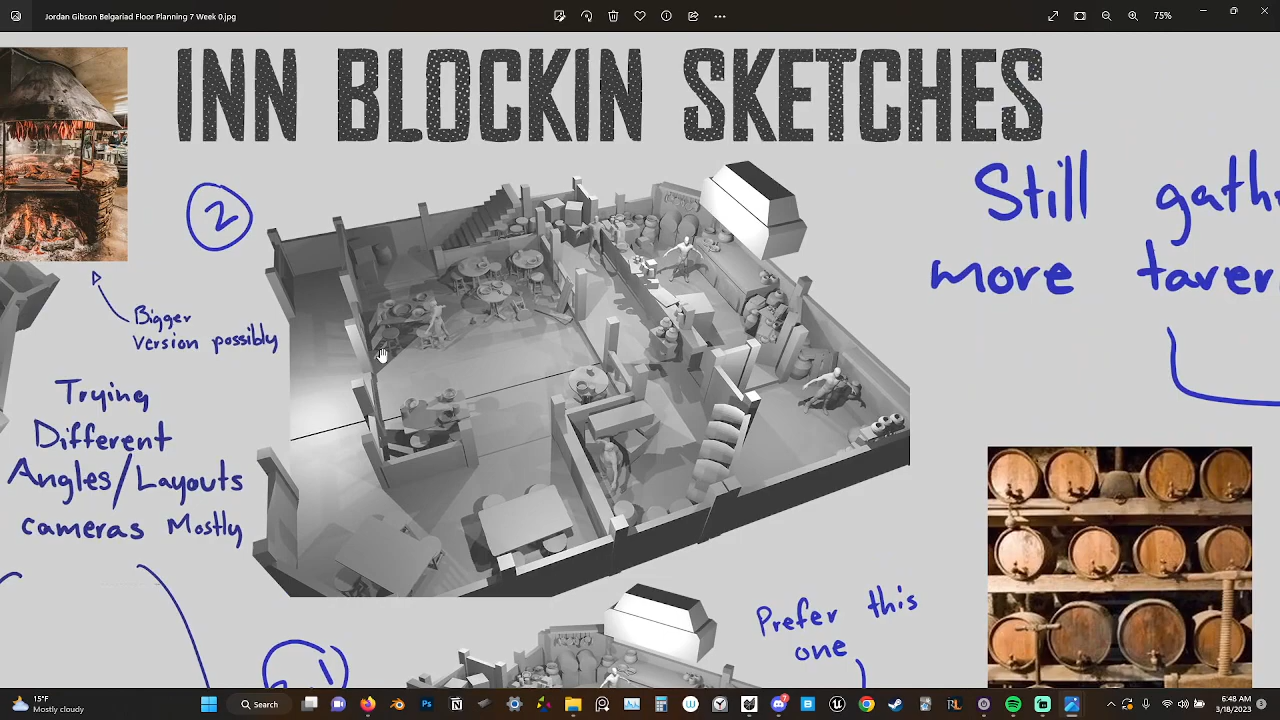 Jordan Gibson Belgariad Floor Planning 7 Week 0.jpg
75%
INN BLOCKIN SKETCHES
2
Bigger
Version possibly
Trying
Different
Angles/Layouts
cameras Mostly
Still
more
Prefer this
one
1
15°F
Mostly cloudy
Search
6:48 AM
3/18/2023